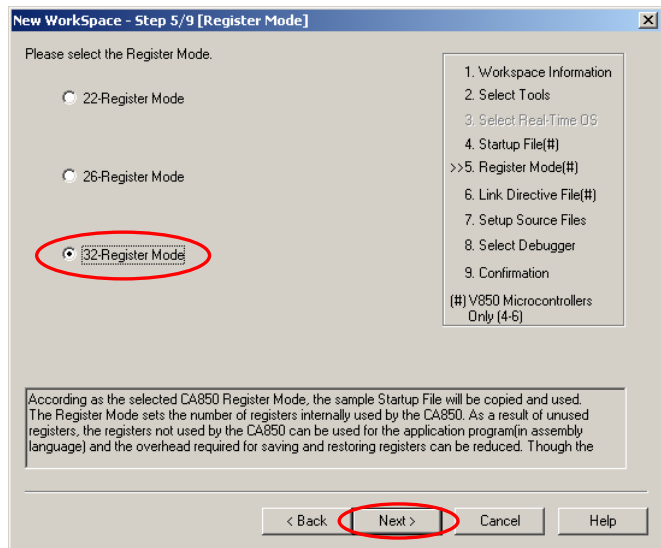 New WorkSpace - Step 5/9 [Register Mode]
Please select the Register Mode.
22-Register Mode
26-Register Mode
32-Register Mode
1. Workspace Information
2. Select Tools
3. Select Real-Time OS
4. Startup File(#)
>>5. Register Mode(#)
6. Link Directive File(#)
7. Setup Source Files
8. Select Debugger
9. Confirmation
(#) V850 Microcontrollers
Only (4-6)
According as the selected CA850 Register Mode, the sample Startup File will be copied and used.
The Register Mode sets the number of registers internally used by the CA850. As a result of unused
registers, the registers not used by the CA850 can be used for the application program(in assembly
language) and the overhead required for saving and restoring registers can be reduced. Though the
< Back
Next >
Cancel
Help